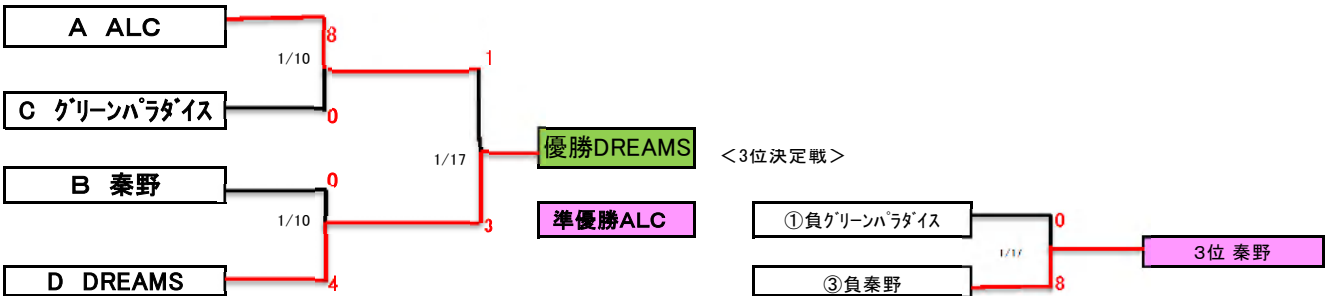 A ALC
8
1/10
C グリーンパラダイス
0
1
1/17
優勝DREAMS
3
準優勝ALC
B 秦野
0
1/10
D DREAMS
4
＜3位決定戦＞
①負グリーンパラダイス
0
1/17
③負秦野
8
3位 秦野